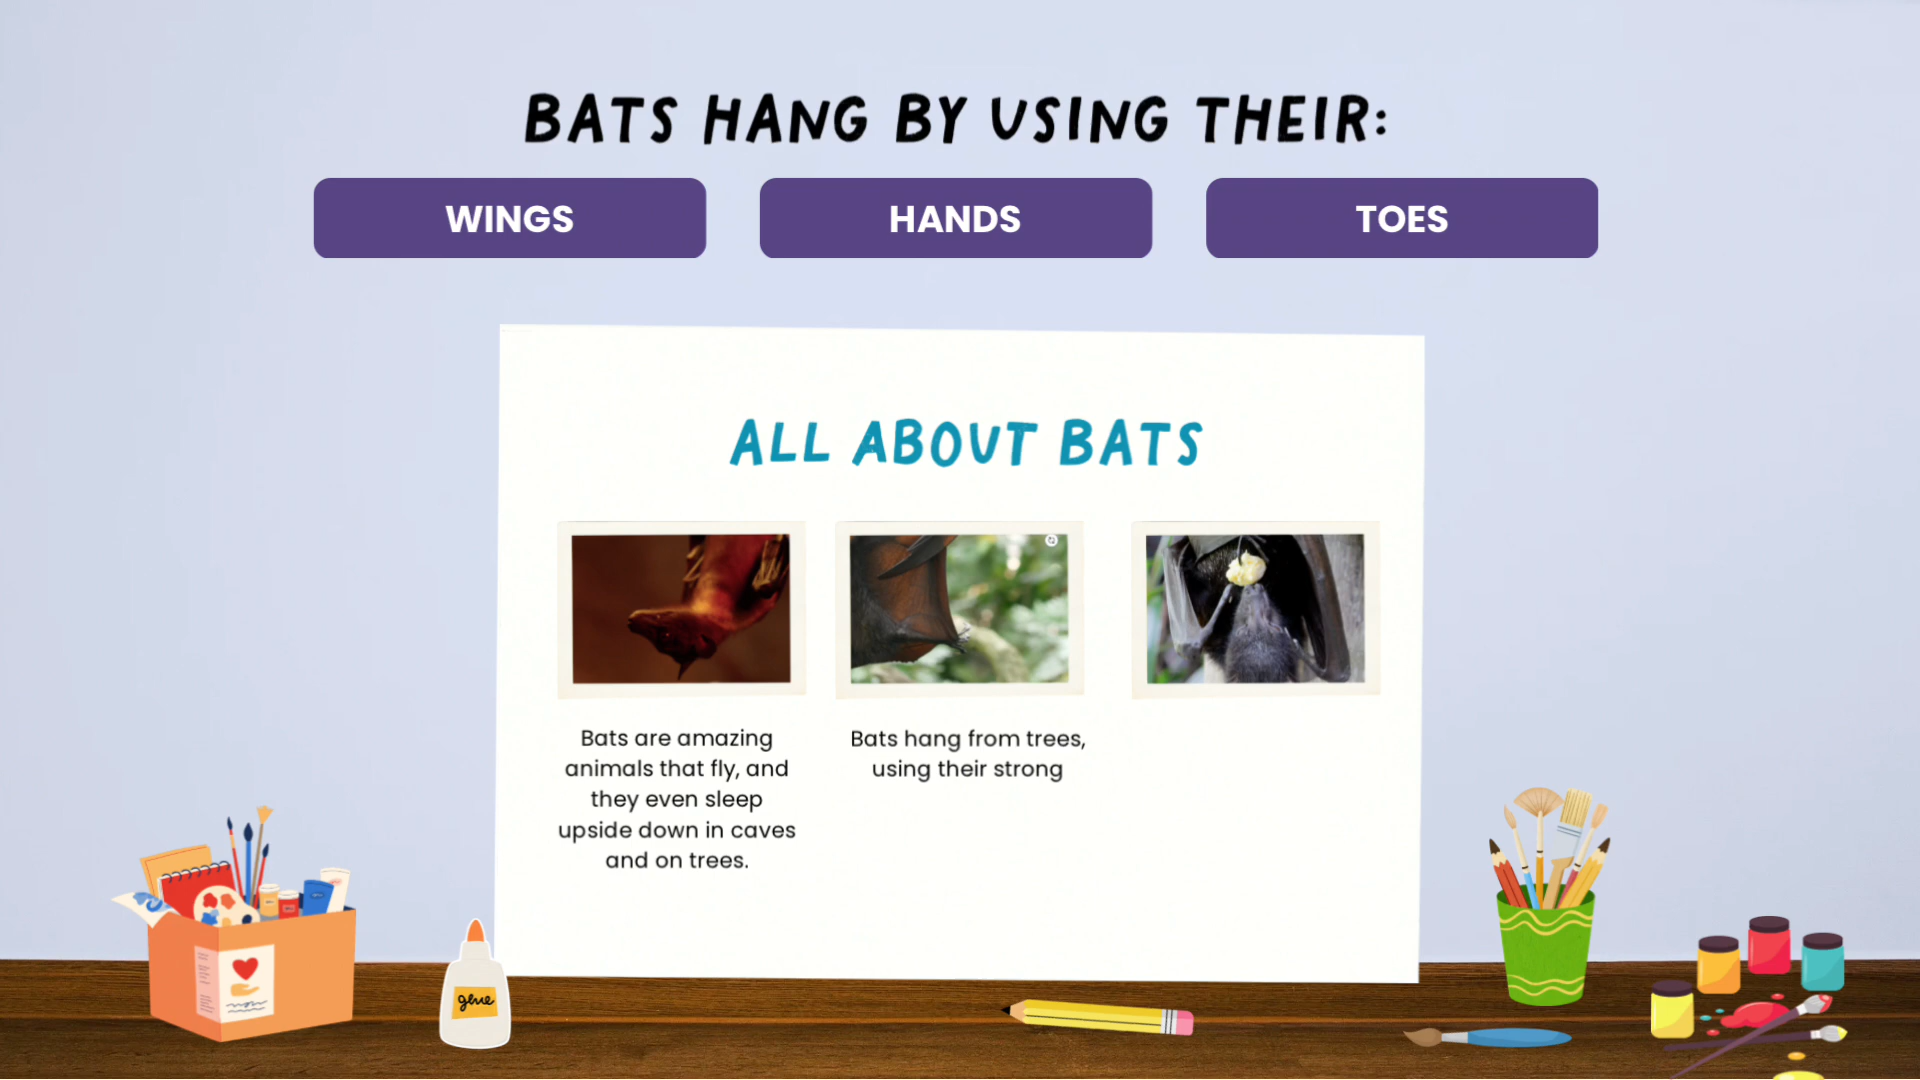 BATS HANG BY USING THEIR:
WINGS
HANDS
TOES
ALL ABOUT BATS
Bats are amazing
animals that fly, and
they even sleep
upside down in caves
and on trees.
Bats hang from trees,
using their strong
glue